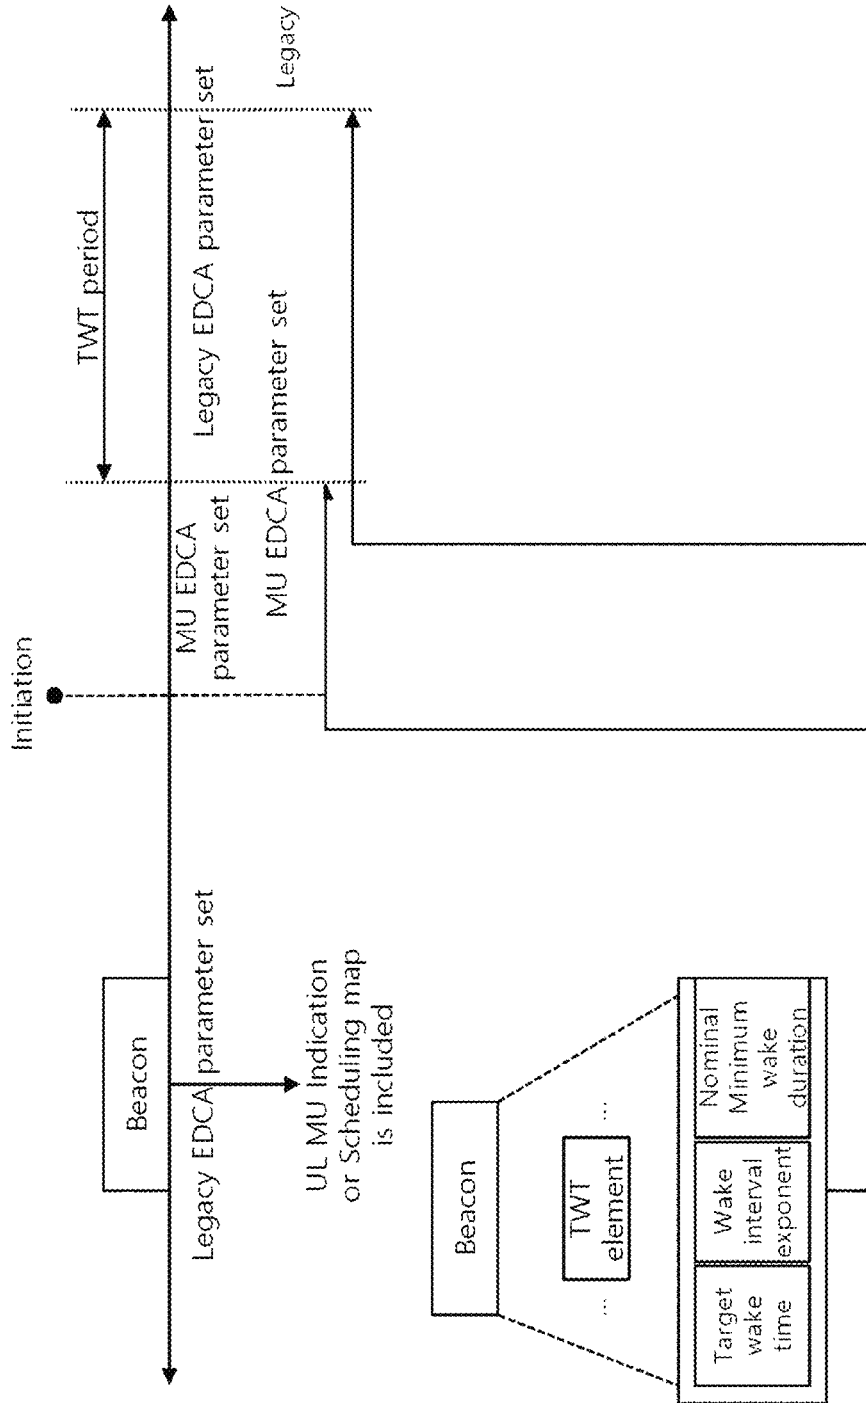 Initiation
TWT period
Beacon
Legacy EDCA parameter set
MU EDCA
parameter set
Legacy EDCA parameter set
UL MU Indication
or Scheduling map
is included
MU EDCA parameter set
Legacy
Beacon
...
TWT
element
...
Target
wake
time
Wake
interval
exponent
Nominal
Minimum
wake
duration